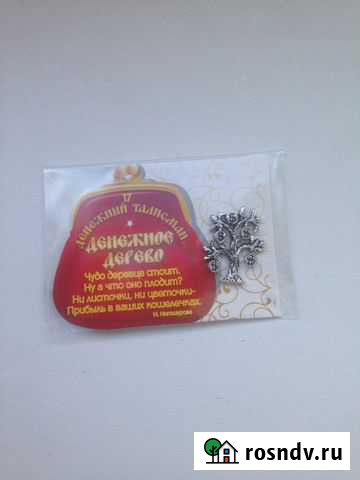 17
Денежный талисман
Денежное
дерево
Чудо деревце стоит,
Ну а что оно плодит?
Ни листочки, ни цветочки-
Прибыль в ваших кошелечках.
rosndv.ru